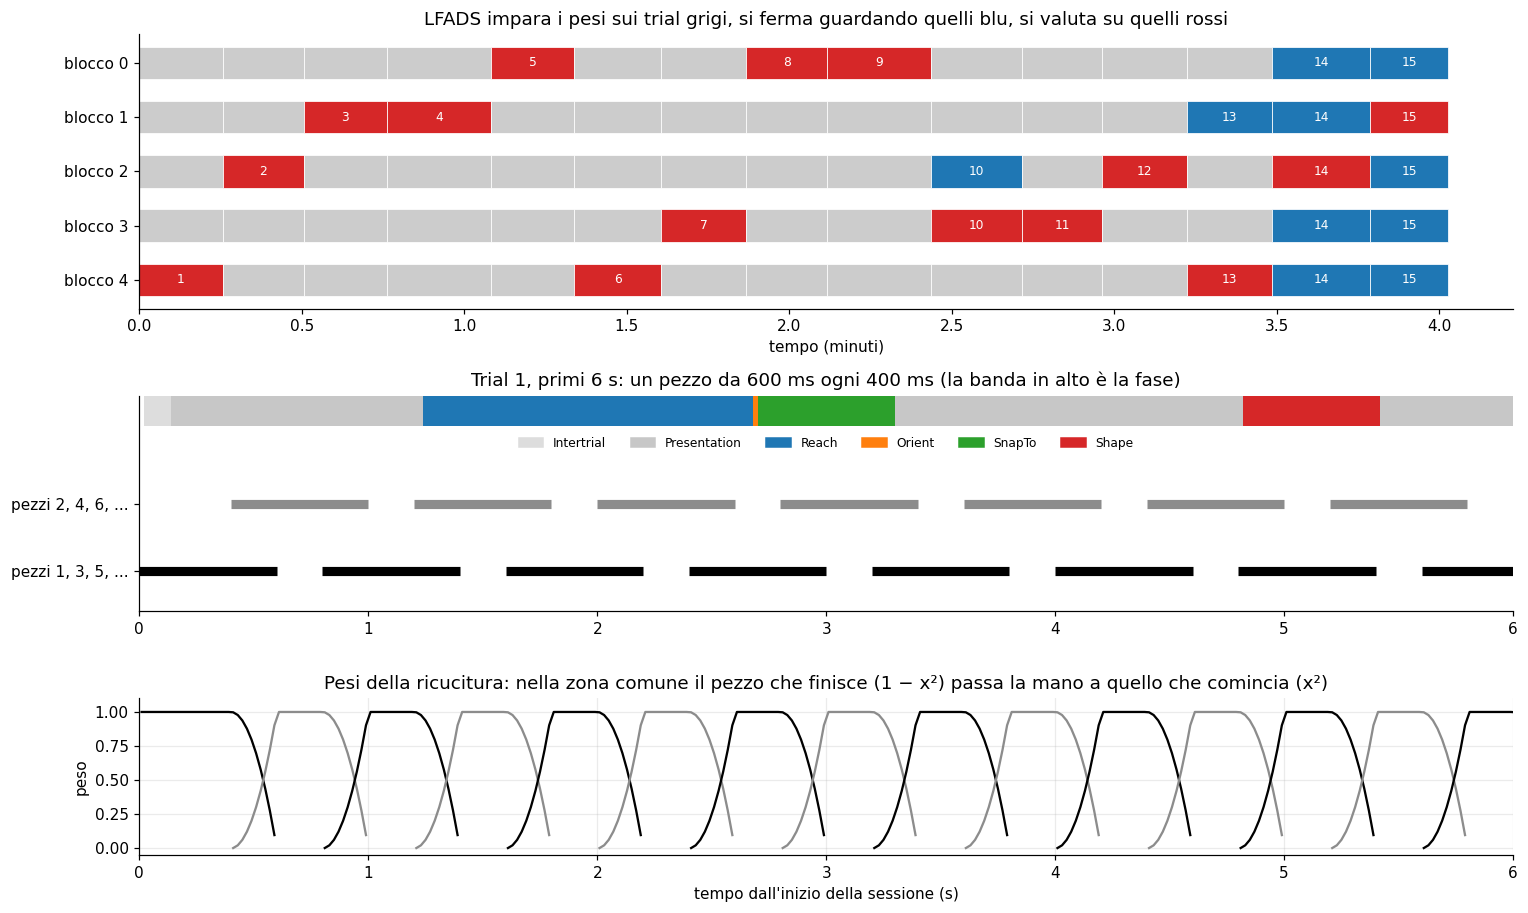 LFADS impara i pesi sui trial grigi, si ferma guardando quelli blu, si valuta su quelli rossi
blocco 0
5 8 9 14 15
blocco 1
3 4 13 14 15
blocco 2
2 10 12 14 15
blocco 3
7 10 11 14 15
blocco 4
1 6 13 14 15
0.0 0.5 1.0 1.5 2.0 2.5 3.0 3.5 4.0
tempo (minuti)
Trial 1, primi 6 s: un pezzo da 600 ms ogni 400 ms (la banda in alto è la fase)
Intertrial Presentation Reach Orient SnapTo Shape
pezzi 2, 4, 6, ...
pezzi 1, 3, 5, ...
0 1 2 3 4 5 6
Pesi della ricucitura: nella zona comune il pezzo che finisce (1 − x²) passa la mano a quello che comincia (x²)
1.00
0.75
0.50
0.25
0.00
peso
0 1 2 3 4 5 6
tempo dall'inizio della sessione (s)